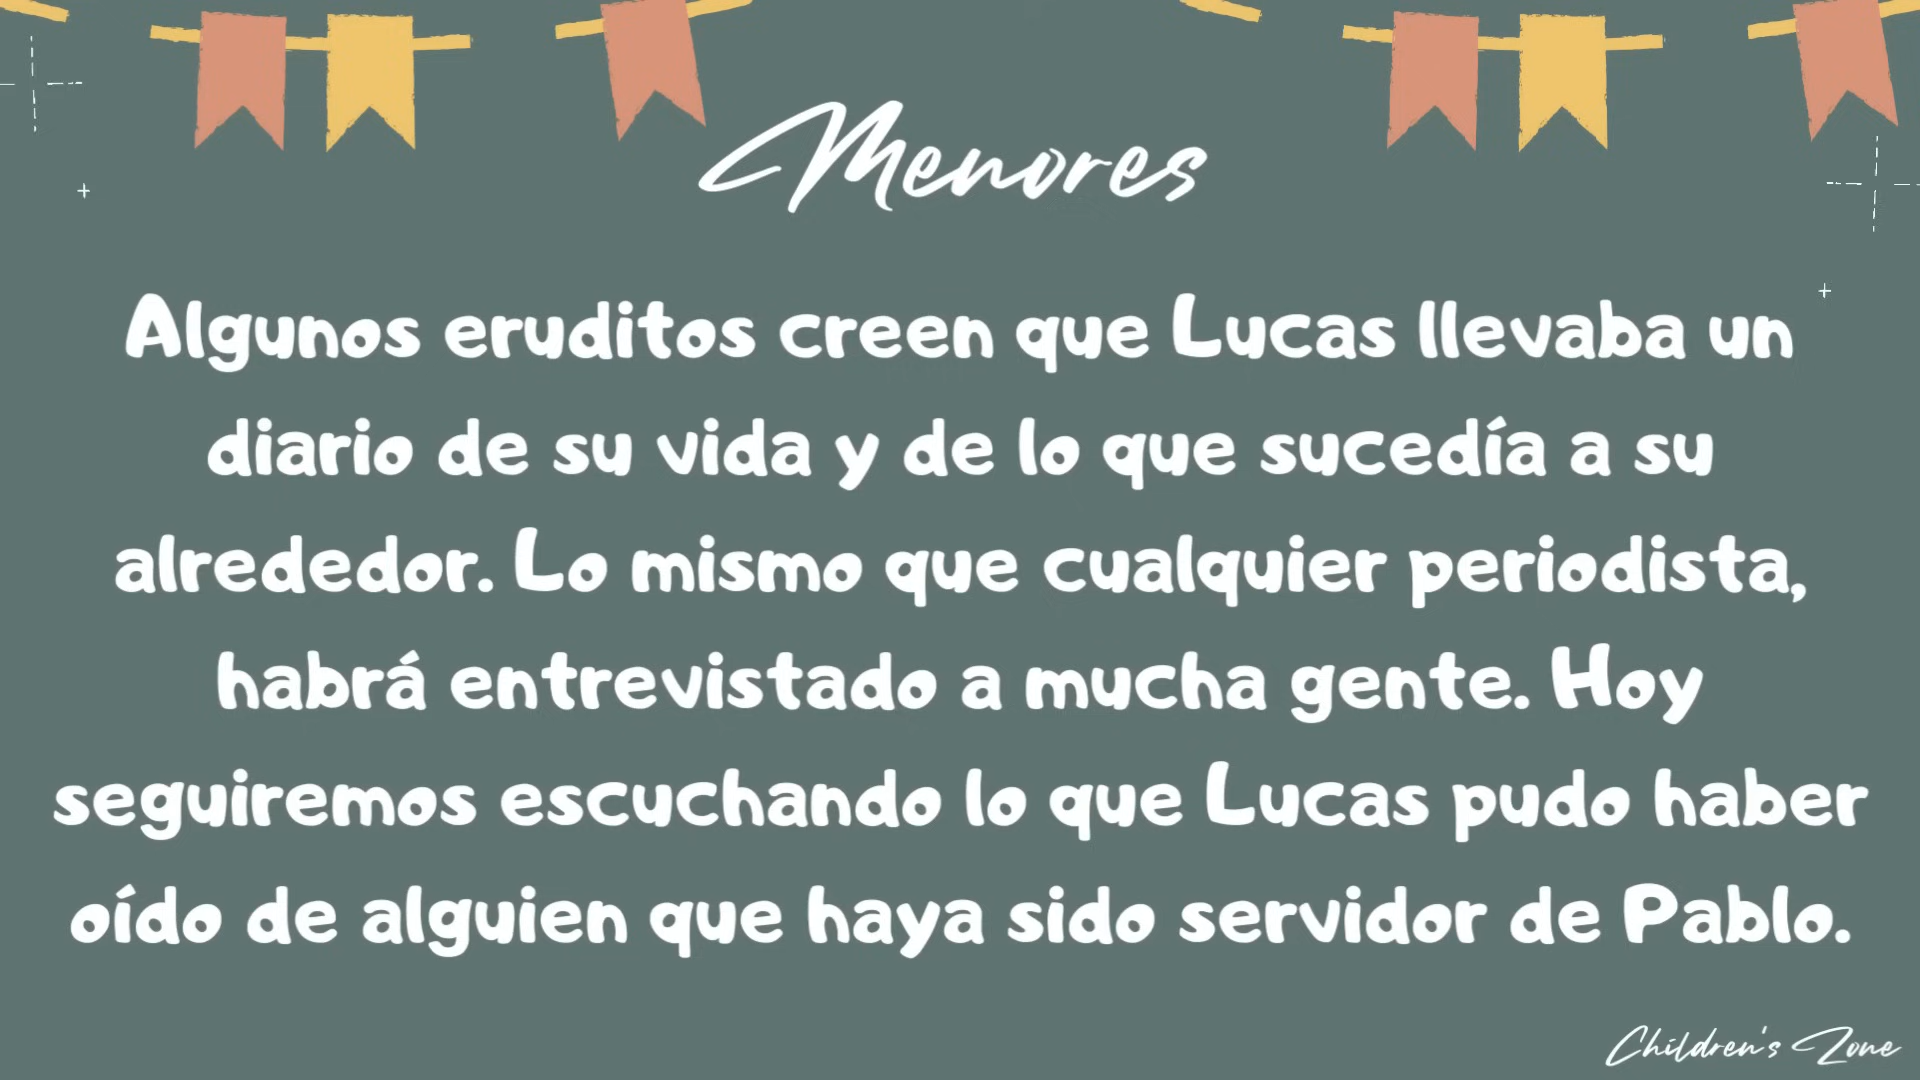 Menores
Algunos eruditos creen que Lucas llevaba un
diario de su vida y de lo que sucedía a su
alrededor. Lo mismo que cualquier periodista,
habrá entrevistado a mucha gente. Hoy
seguiremos escuchando lo que Lucas pudo haber
oído de alguien que haya sido servidor de Pablo.
Children's Zone